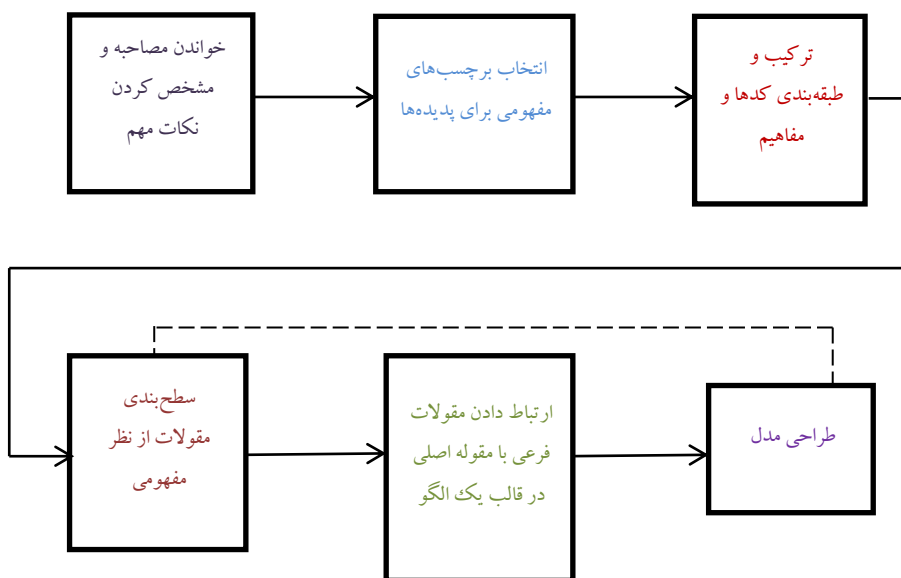 خواندن مصاحبه و
مشخص کردن
نکات مهم
انتخاب برچسب‌های
مفهومی برای پدیده‌ها
ترکیب و
طبقه‌بندی کدها و
مفاهیم
سطح‌بندی
مقولات از نظر
مفهومی
ارتباط دادن مقولات
فرعی با مقوله اصلی
در قالب یک الگو
طراحی مدل